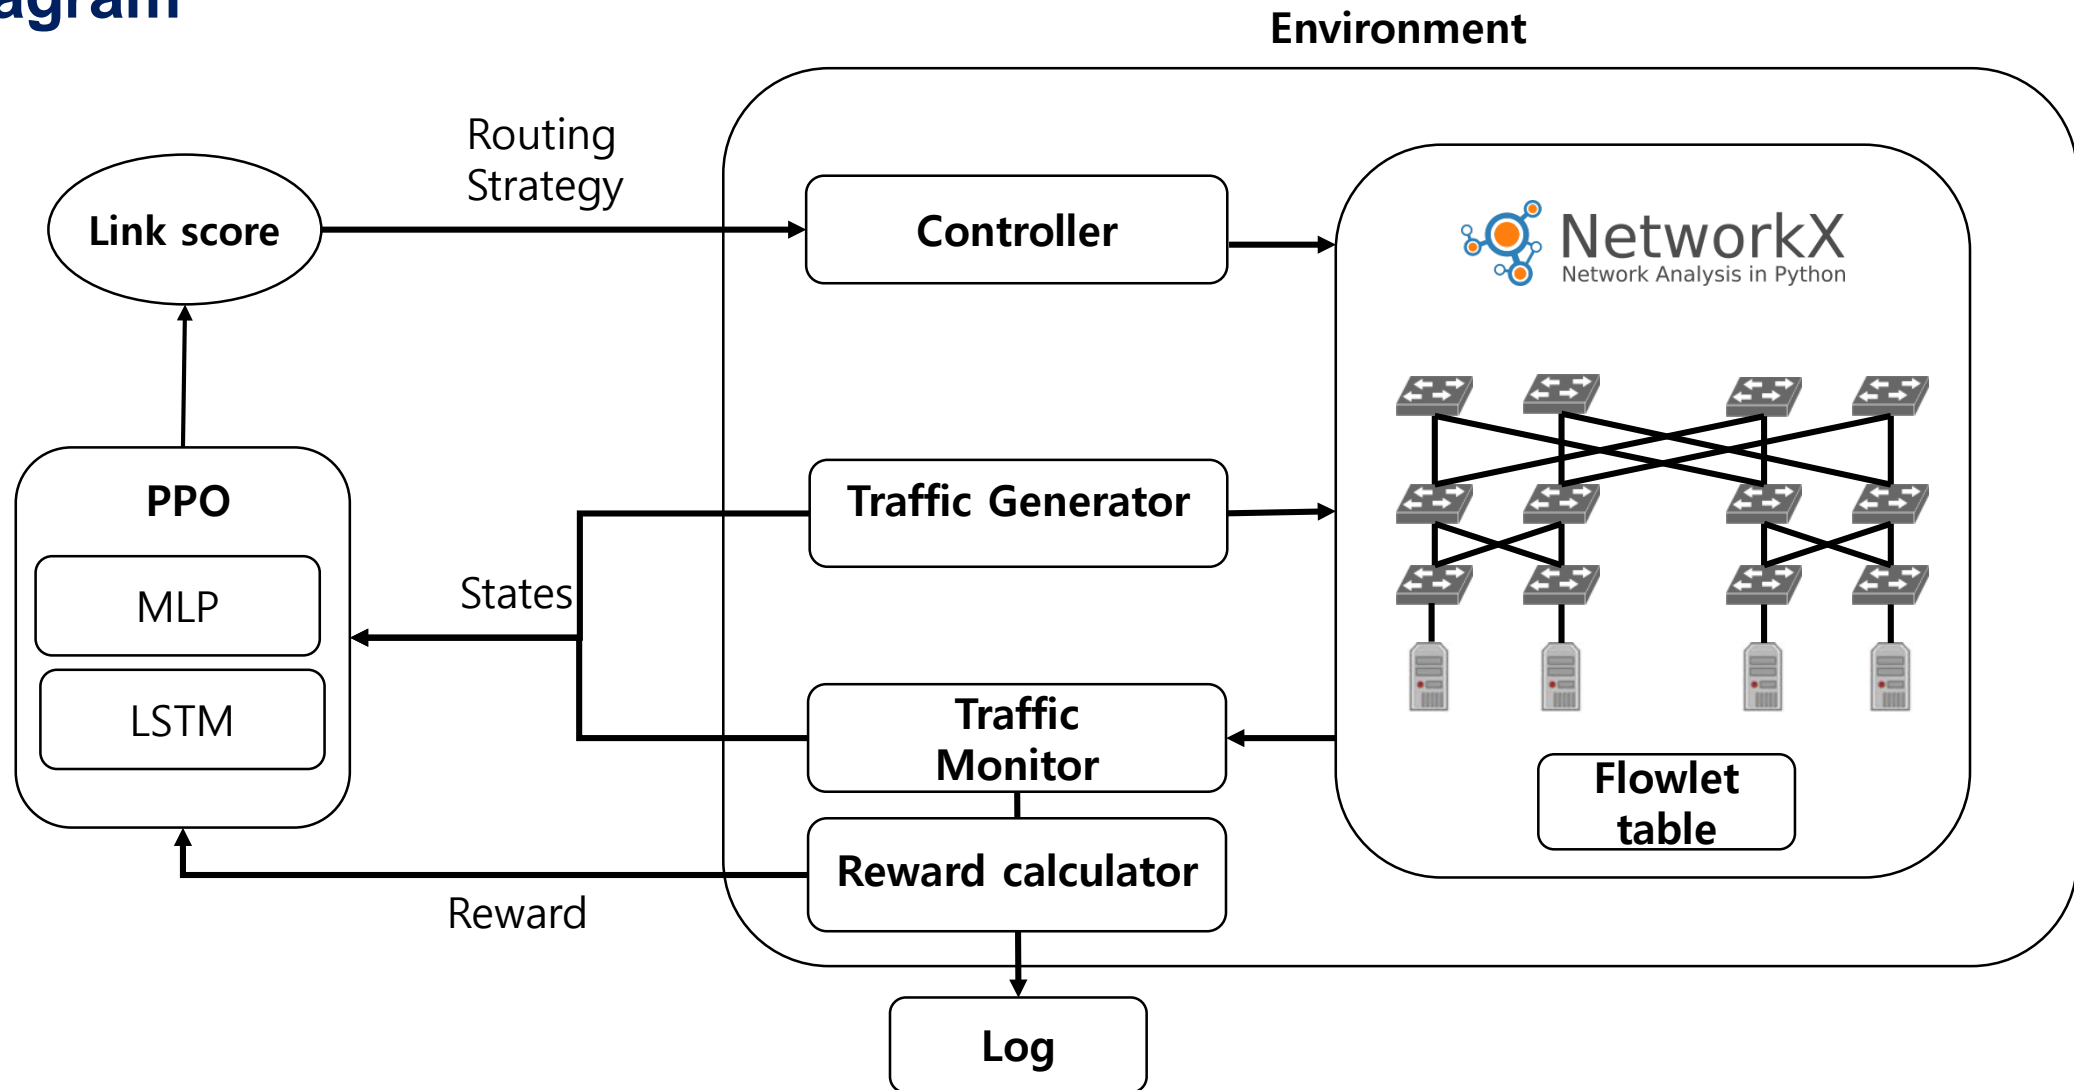 Environment
Routing
Strategy
Link score
Controller
NetworkX
Network Analysis in Python
PPO
MLP
LSTM
States
Traffic Generator
Traffic
Monitor
Reward calculator
Reward
Flowlet
table
Log